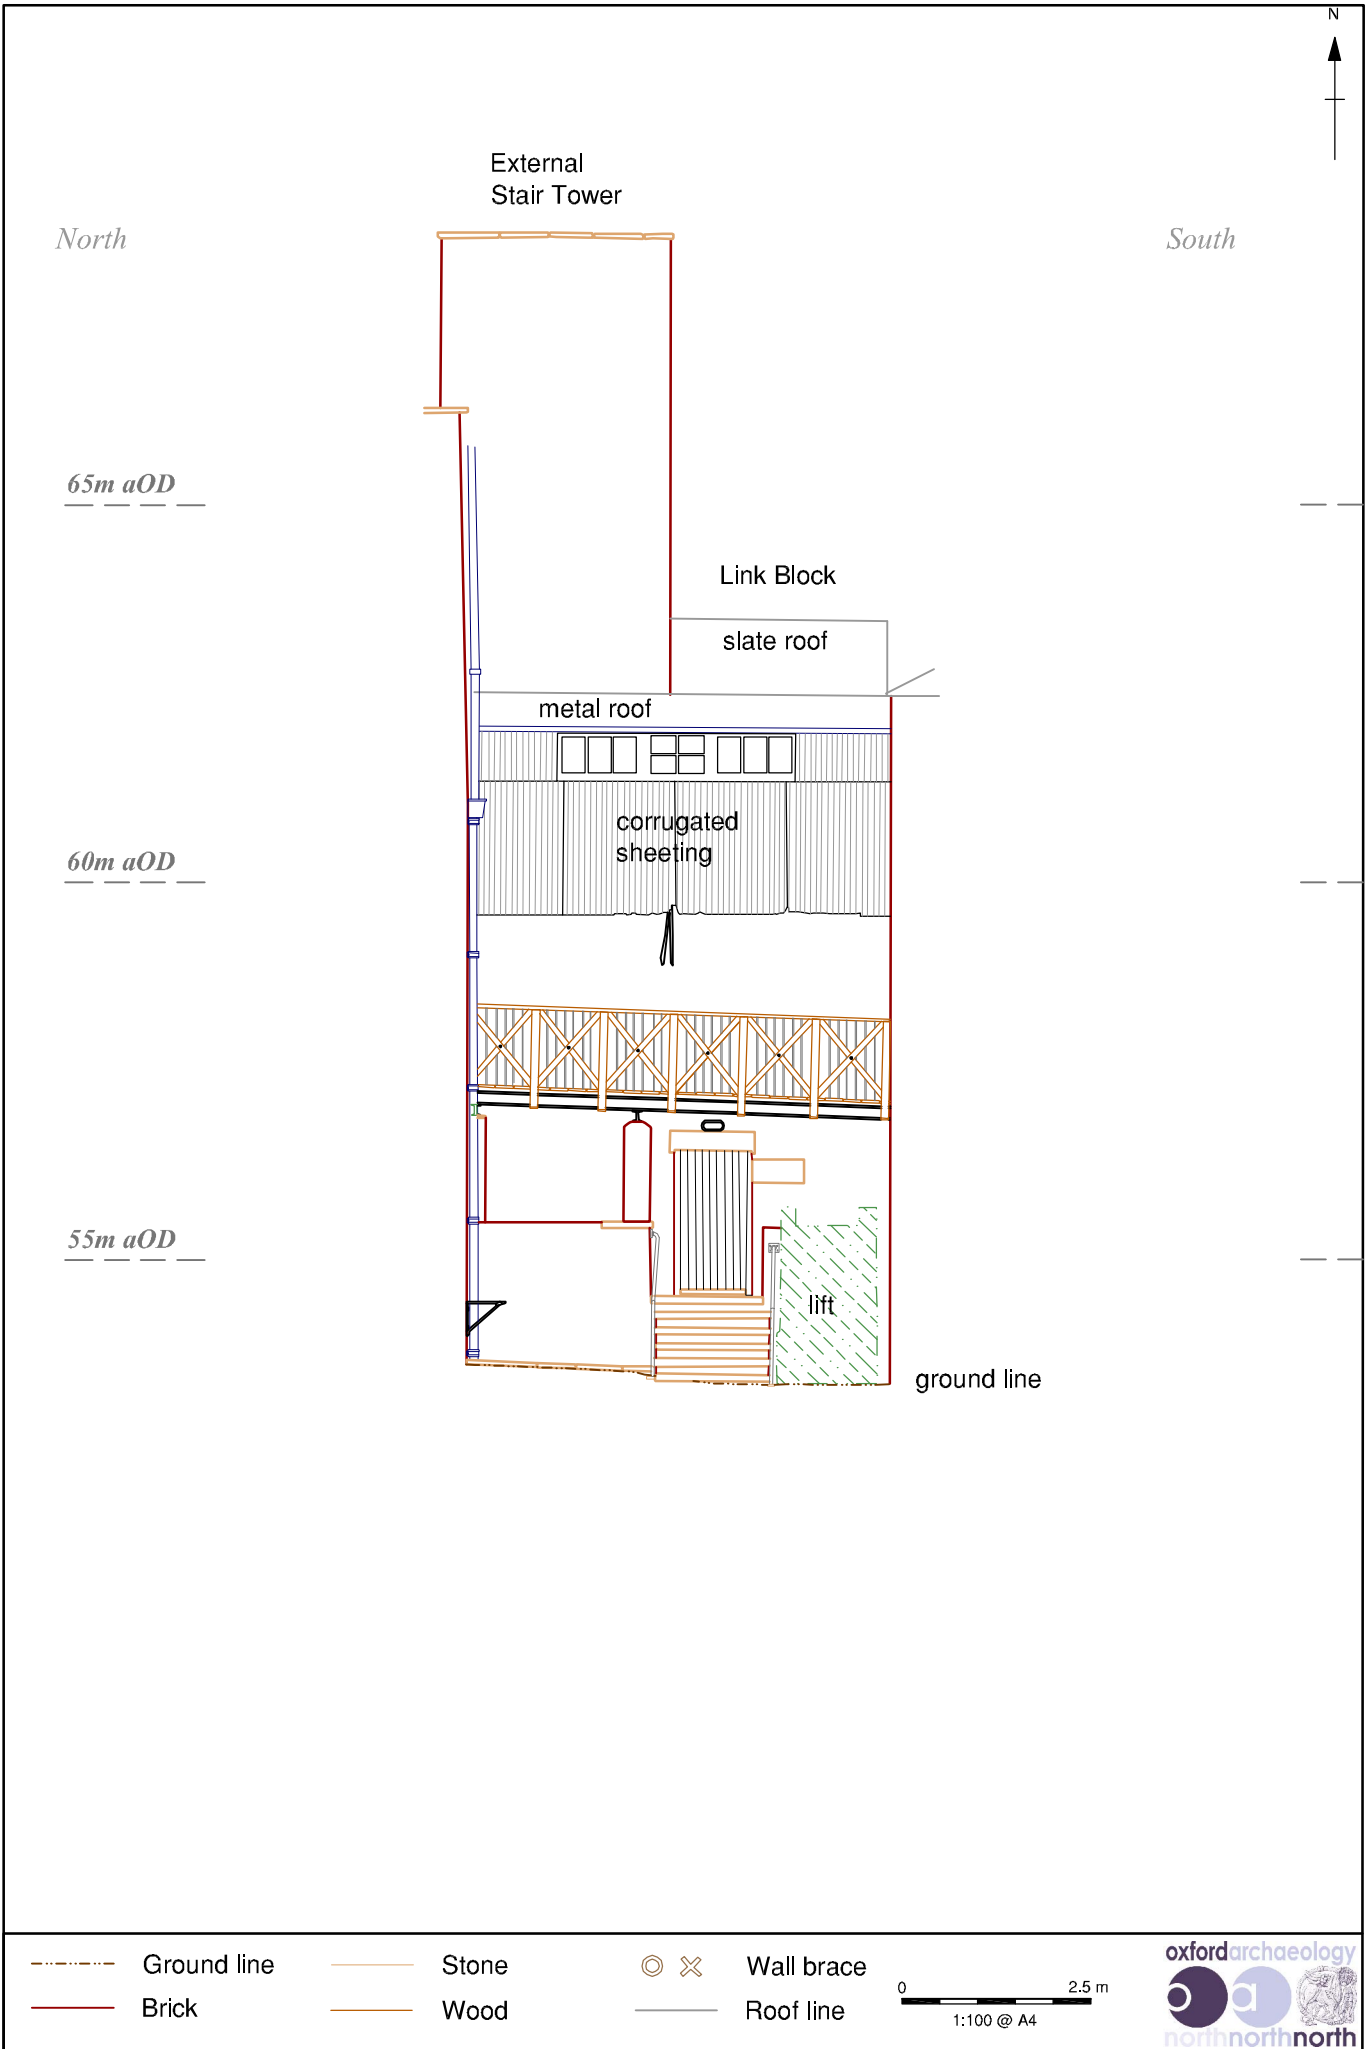 N
External
Stair Tower
North
South
65m aOD
Link Block
slate roof
metal roof
corrugated
sheeting
60m aOD
55m aOD
lift
ground line
Ground line
Stone
Wall brace
Brick
Wood
Roof line
0 2.5 m
1:100 @ A4
oxfordarchaeology
oa
northnorthnorth